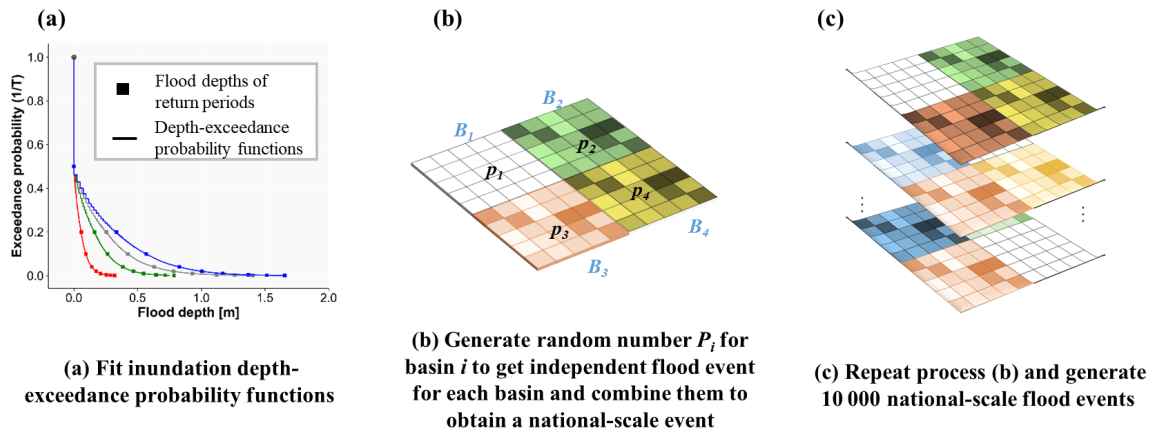 (a)
Exceedance probability (1/T)
1.0
0.8
0.6
0.4
0.2
0.0
Flood depths of
return periods
Depth-exceedance
probability functions
0.0 0.5 1.0 1.5 2.0
Flood depth [m]
(a) Fit inundation depth-
exceedance probability functions
(b)
B1
B2
p1
p2
p3
p4
B3
B4
(b) Generate random number Pi for
basin i to get independent flood event
for each basin and combine them to
obtain a national-scale event
(c)
⋮
⋮
(c) Repeat process (b) and generate
10 000 national-scale flood events